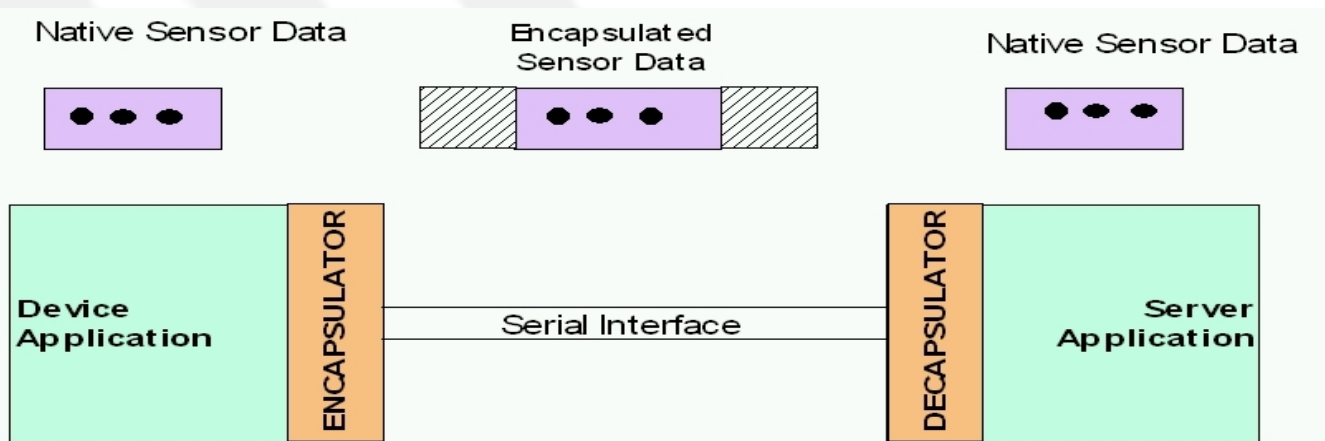 Native Sensor Data
Encapsulated
Sensor Data
Native Sensor Data
Device
Application
ENCAPSULATOR
Serial Interface
DECAPSULATOR
Server
Application